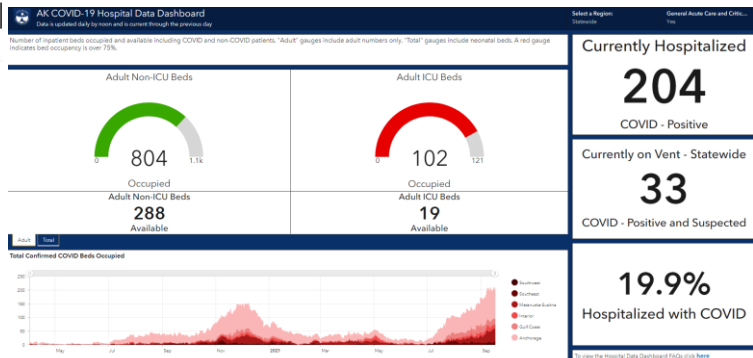 AK COVID-19 Hospital Data Dashboard
Data is updated daily by noon and is current through the previous day
Select a Region:
Statewide
General Acute Care and Critic...
Yes
Number of inpatient beds occupied and available including COVID and non-COVID patients. "Adult" gauges include adult numbers only. "Total" gauges include neonatal beds. A red gauge
indicates bed occupancy is over 75%.
Adult Non-ICU Beds
0
804
1.1k
Occupied
Adult Non-ICU Beds
288
Available
Adult ICU Beds
0
102
121
Occupied
Adult ICU Beds
19
Available
Currently Hospitalized
204
COVID - Positive
Currently on Vent - Statewide
33
COVID - Positive and Suspected
19.9%
Hospitalized with COVID
To view the Hospital Data Dashboard FAQs click here
Adult
Total
Total Confirmed COVID Beds Occupied
250
200
150
100
50
0
May
Jul
Sep
Nov
2021
Mar
May
Jul
Sep
Southwest
Southeast
Matanuska-Susitna
Interior
Gulf Coast
Anchorage